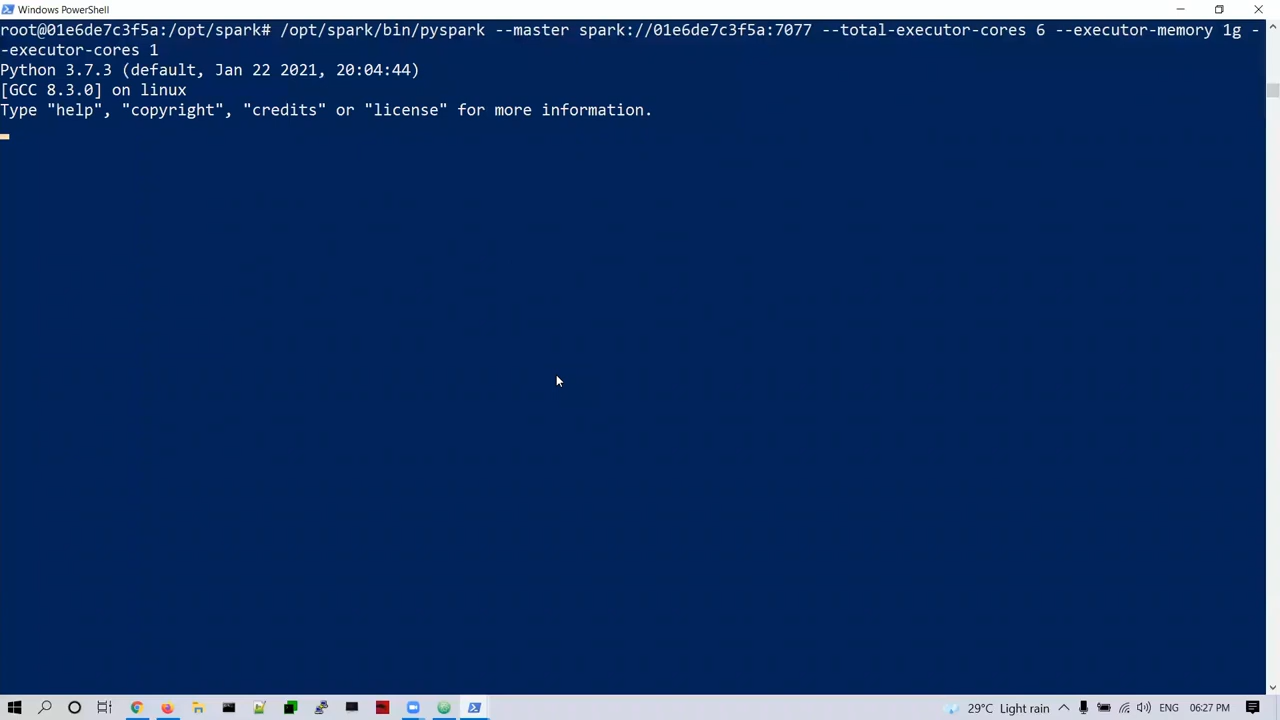 Windows PowerShell
root@01e6de7c3f5a:/opt/spark# /opt/spark/bin/pyspark --master spark://01e6de7c3f5a:7077 --total-executor-cores 6 --executor-memory 1g -
-executor-cores 1
Python 3.7.3 (default, Jan 22 2021, 20:04:44)
[GCC 8.3.0] on linux
Type "help", "copyright", "credits" or "license" for more information.
29°C Light rain ENG 06:27 PM